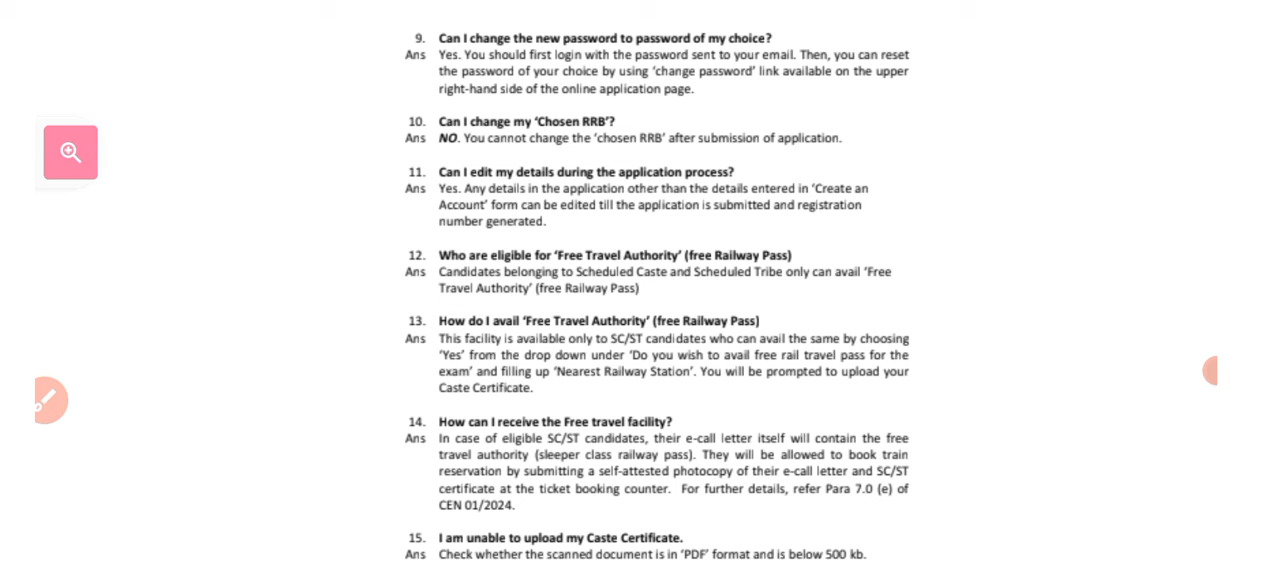 9. Can I change the new password to password of my choice?
Ans Yes. You should first login with the password sent to your email. Then, you can reset
the password of your choice by using ‘change password’ link available on the upper
right-hand side of the online application page.
10. Can I change my ‘Chosen RRB’?
Ans NO. You cannot change the ‘chosen RRB’ after submission of application.
11. Can I edit my details during the application process?
Ans Yes. Any details in the application other than the details entered in ‘Create an
Account’ form can be edited till the application is submitted and registration
number generated.
12. Who are eligible for ‘Free Travel Authority’ (free Railway Pass)
Ans Candidates belonging to Scheduled Caste and Scheduled Tribe only can avail ‘Free
Travel Authority’ (free Railway Pass)
13. How do I avail ‘Free Travel Authority’ (free Railway Pass)
Ans This facility is available only to SC/ST candidates who can avail the same by choosing
‘Yes’ from the drop down under ‘Do you wish to avail free rail travel pass for the
exam’ and filling up ‘Nearest Railway Station’. You will be prompted to upload your
Caste Certificate.
14. How can I receive the Free travel facility?
Ans In case of eligible SC/ST candidates, their e-call letter itself will contain the free
travel authority (sleeper class railway pass). They will be allowed to book train
reservation by submitting a self-attested photocopy of their e-call letter and SC/ST
certificate at the ticket booking counter. For further details, refer Para 7.0 (e) of
CEN 01/2024.
15. I am unable to upload my Caste Certificate.
Ans Check whether the scanned document is in ‘PDF’ format and is below 500 kb.